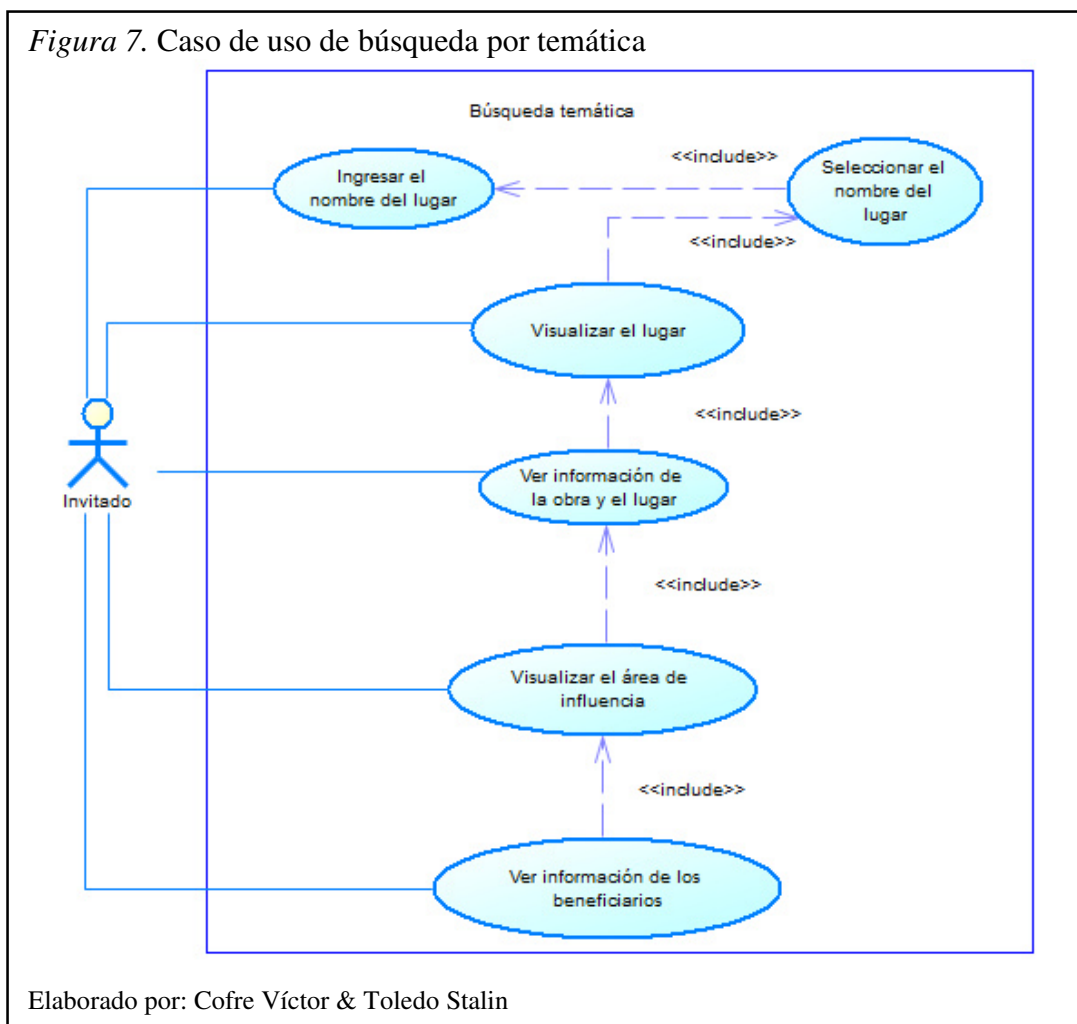 Figura 7. Caso de uso de búsqueda por temática
Búsqueda temática
<<include>>
Ingresar el
nombre del lugar
Seleccionar el
nombre del
lugar
<<include>>
Visualizar el lugar
<<include>>
Ver información de
la obra y el lugar
Invitado
<<include>>
Visualizar el área de
influencia
<<include>>
Ver información de los
beneficiarios
Elaborado por: Cofre Víctor & Toledo Stalin